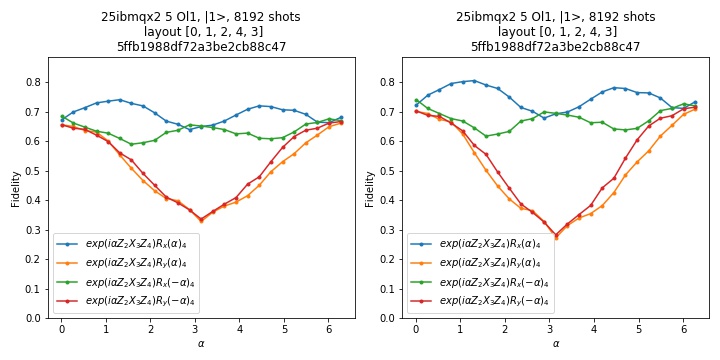 25ibmqx2 5 Ol1, |1>, 8192 shots
layout [0, 1, 2, 4, 3]
5ffb1988df72a3be2cb88c47
Fidelity
0.8
0.7
0.6
0.5
0.4
0.3
0.2
0.1
0.0
exp(iαZ₂X₃Z₄)Rₓ(α)₄
exp(iαZ₂X₃Z₄)Rᵧ(α)₄
exp(iαZ₂X₃Z₄)Rₓ(−α)₄
exp(iαZ₂X₃Z₄)Rᵧ(−α)₄
0 1 2 3 4 5 6
α
25ibmqx2 5 Ol1, |1>, 8192 shots
layout [0, 1, 2, 4, 3]
5ffb1988df72a3be2cb88c47
Fidelity
0.8
0.7
0.6
0.5
0.4
0.3
0.2
0.1
0.0
exp(iαZ₂X₃Z₄)Rₓ(α)₄
exp(iαZ₂X₃Z₄)Rᵧ(α)₄
exp(iαZ₂X₃Z₄)Rₓ(−α)₄
exp(iαZ₂X₃Z₄)Rᵧ(−α)₄
0 1 2 3 4 5 6
α